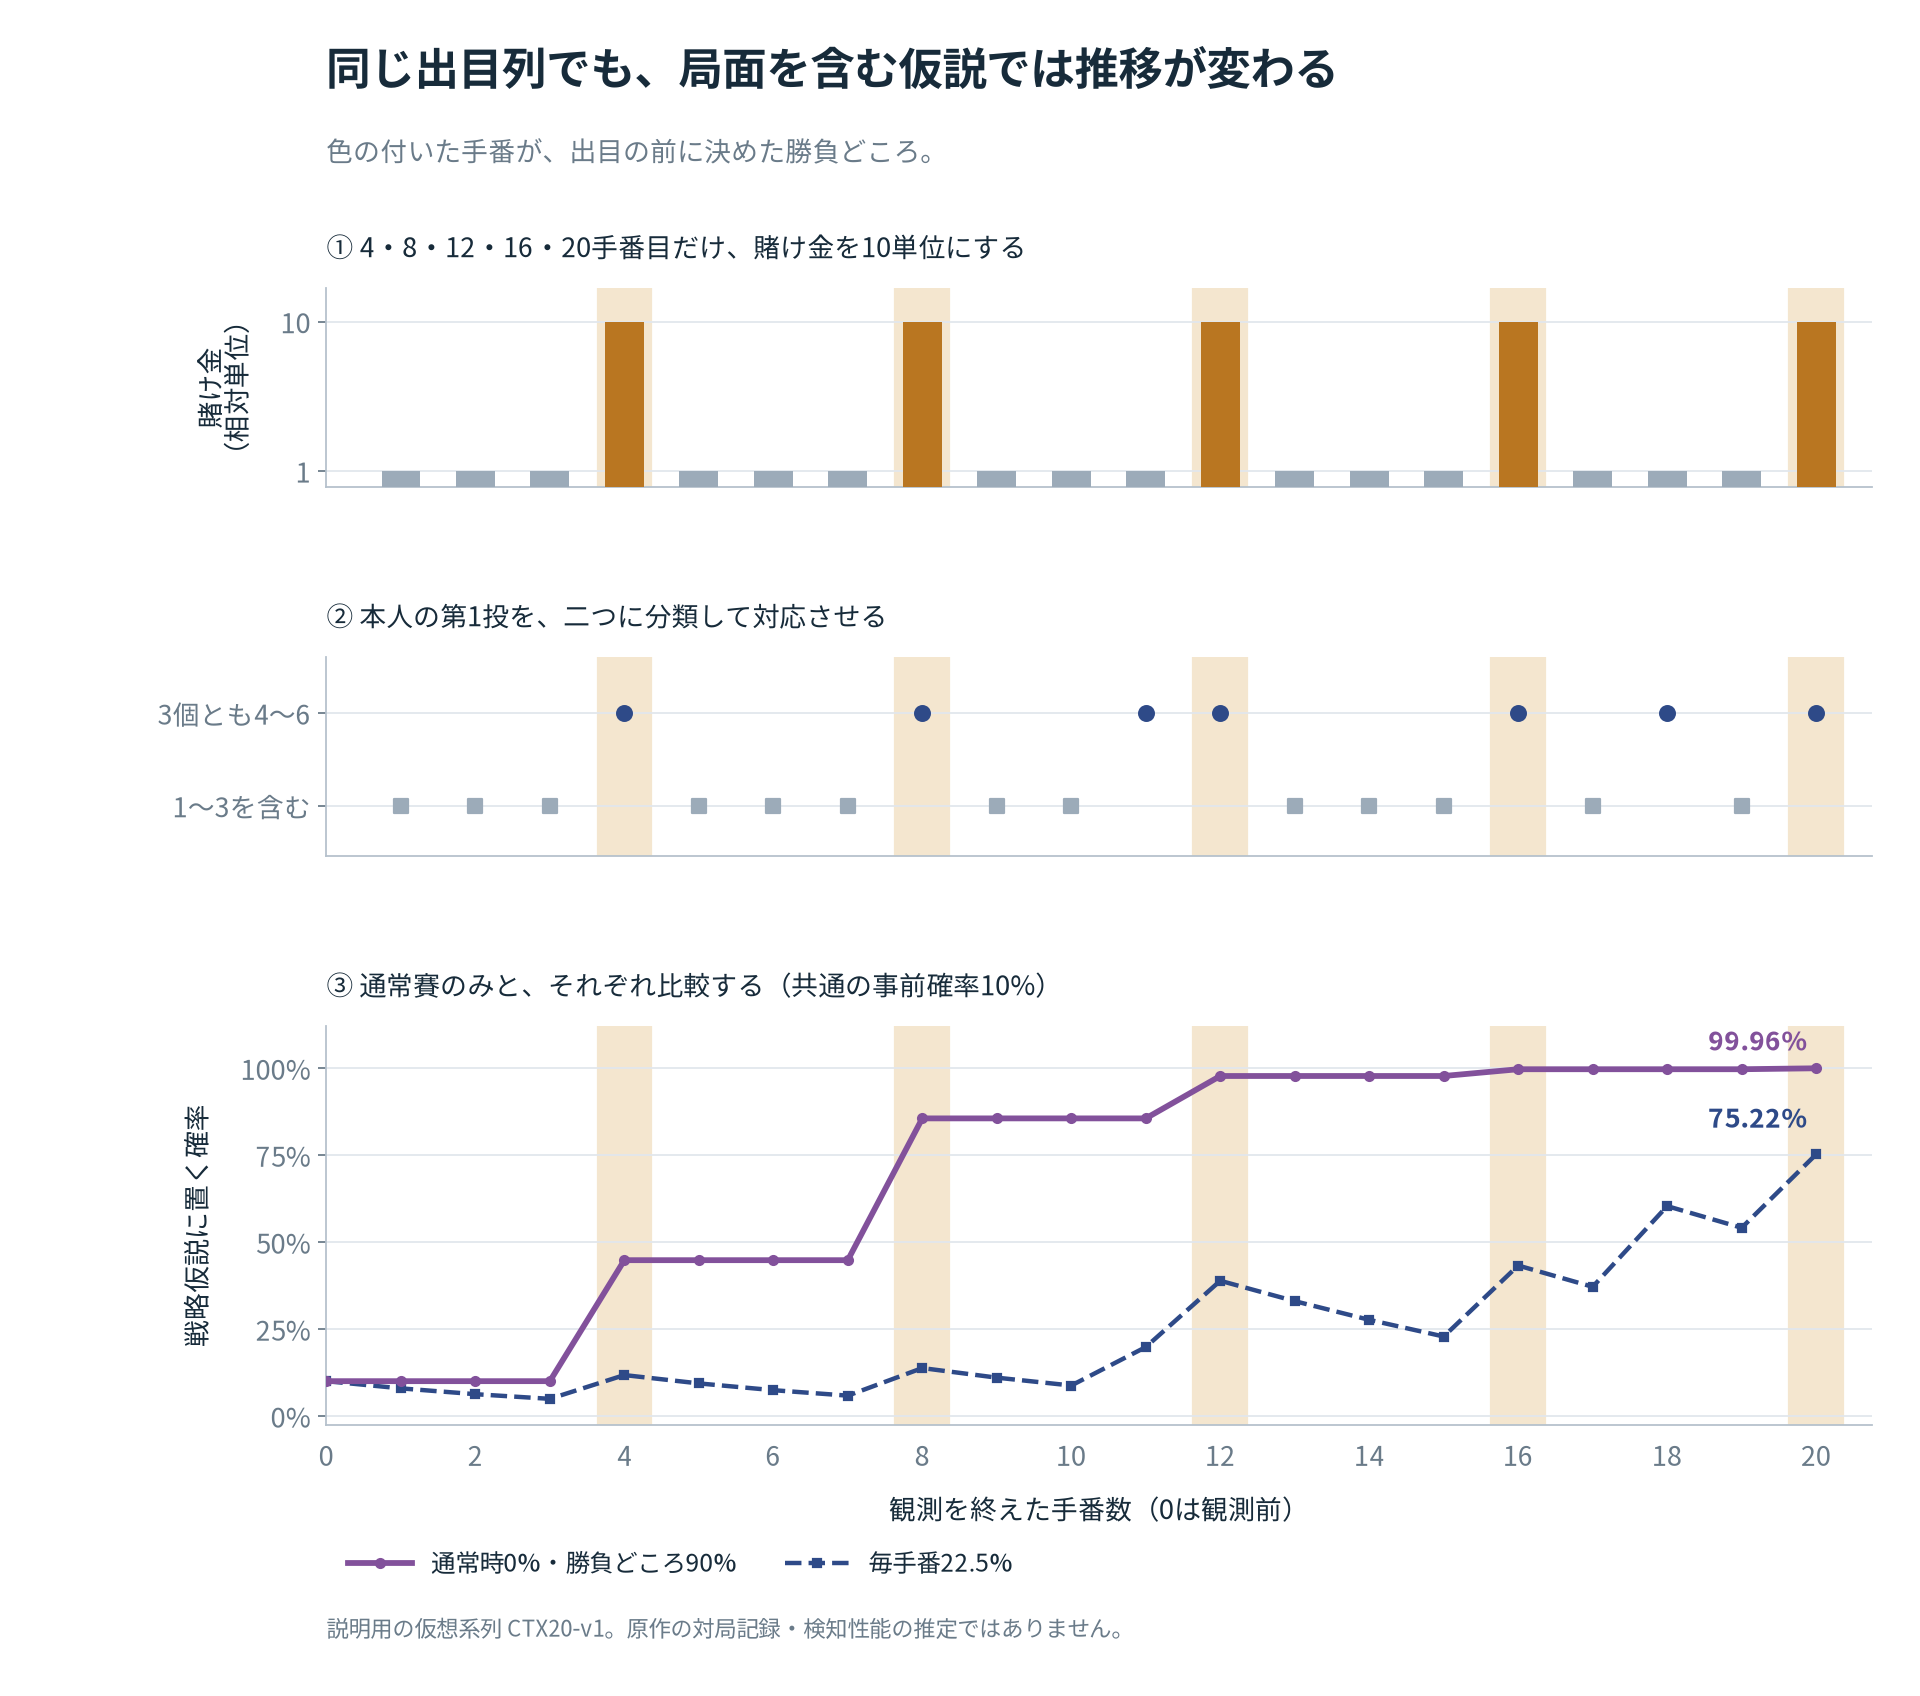 同じ出目列でも、局面を含む仮説では推移が変わる
色の付いた手番が、出目の前に決めた勝負どころ。
① 4・8・12・16・20手番目だけ、賭け金を10単位にする
賭け金
（相対単位）
10
1
② 本人の第1投を、二つに分類して対応させる
3個とも4〜6
1〜3を含む
③ 通常賽のみと、それぞれ比較する（共通の事前確率10%）
戦略仮説に置く確率
100%
75%
50%
25%
0%
99.96%
75.22%
0 2 4 6 8 10 12 14 16 18 20
観測を終えた手番数（0は観測前）
通常時0%・勝負どころ90% 毎手番22.5%
説明用の仮想系列 CTX20-v1。原作の対局記録・検知性能の推定ではありません。